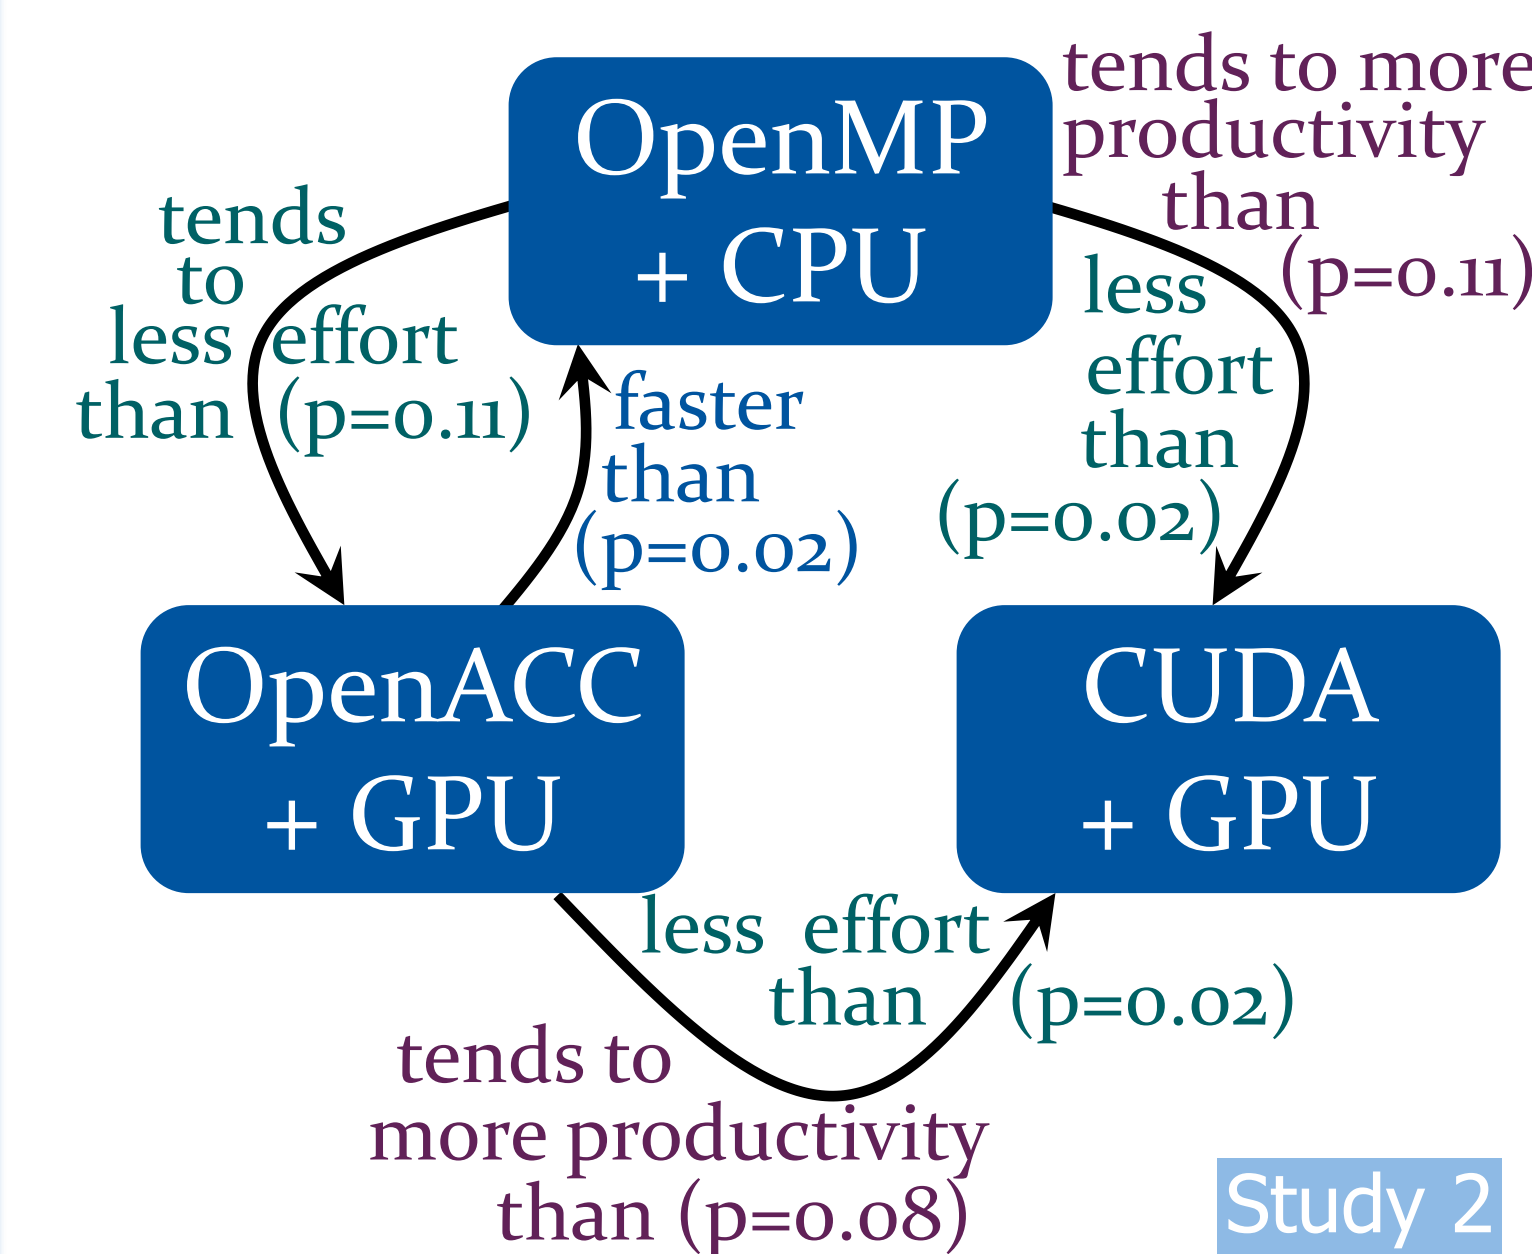 OpenMP
+ CPU
tends to more
productivity
than
(p=0.11)
tends
to
less effort
than (p=0.11)
less
effort
than
(p=0.02)
faster
than
(p=0.02)
OpenACC
+ GPU
CUDA
+ GPU
less effort
than (p=0.02)
tends to
more productivity
than (p=0.08)
Study 2